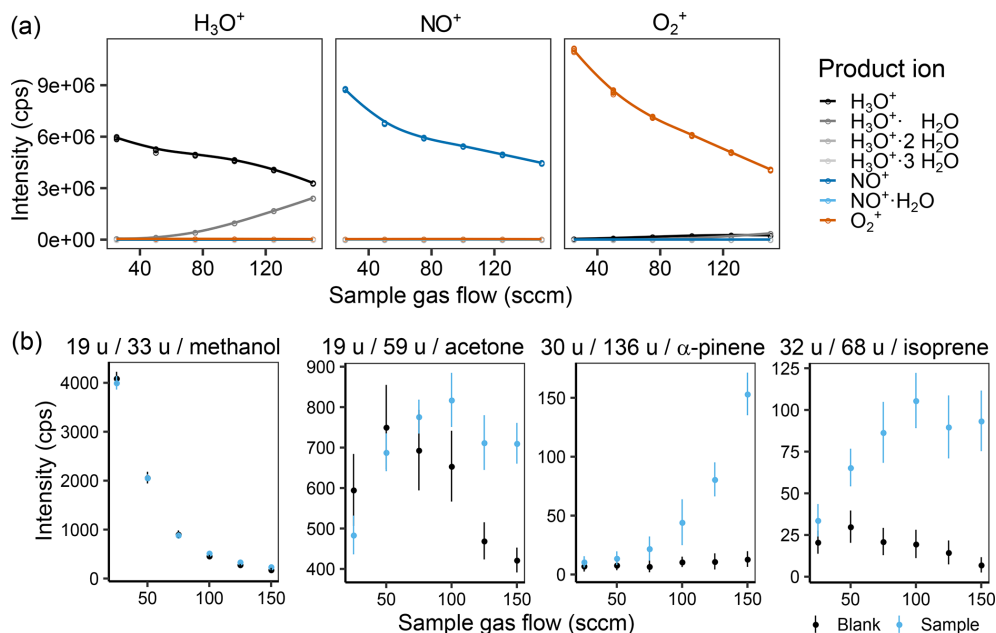 (a)
H₃O⁺ NO⁺ O₂⁺
Intensity (cps)
9e+06
6e+06
3e+06
0e+00
40 80 120 40 80 120 40 80 120
Sample gas flow (sccm)
Product ion
H₃O⁺
H₃O⁺· H₂O
H₃O⁺·2 H₂O
H₃O⁺·3 H₂O
NO⁺
NO⁺·H₂O
O₂⁺
(b)
19 u / 33 u / methanol 19 u / 59 u / acetone 30 u / 136 u / α-pinene 32 u / 68 u / isoprene
Intensity (cps)
4000
3000
2000
1000
0
900
800
700
600
500
400
150
100
50
0
125
100
75
50
25
0
50 100 150 50 100 150 50 100 150 50 100 150
Sample gas flow (sccm)
Blank Sample